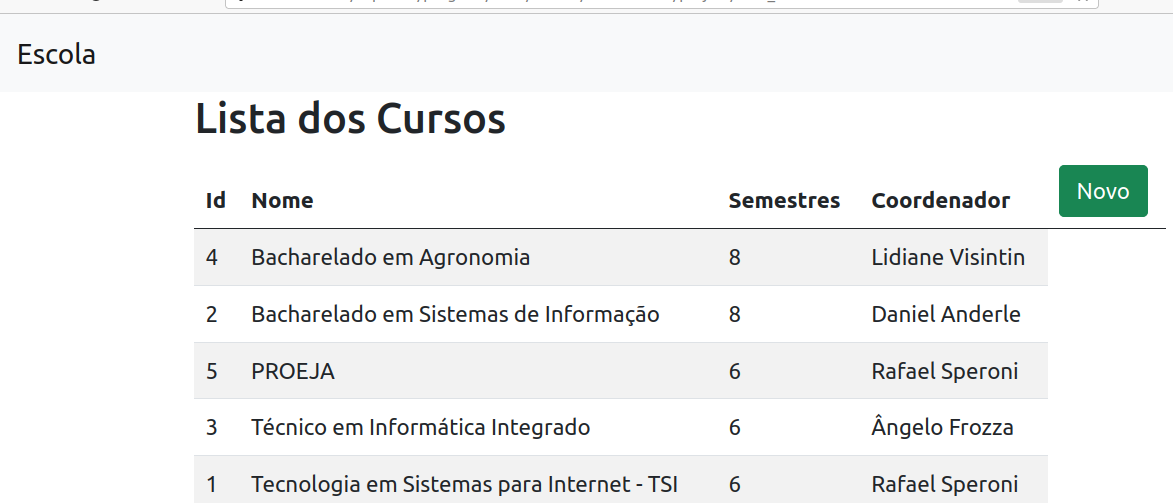 Escola
Lista dos Cursos
Id Nome Semestres Coordenador Novo
4 Bacharelado em Agronomia 8 Lidiane Visintin
2 Bacharelado em Sistemas de Informação 8 Daniel Anderle
5 PROEJA 6 Rafael Speroni
3 Técnico em Informática Integrado 6 Ângelo Frozza
1 Tecnologia em Sistemas para Internet - TSI 6 Rafael Speroni